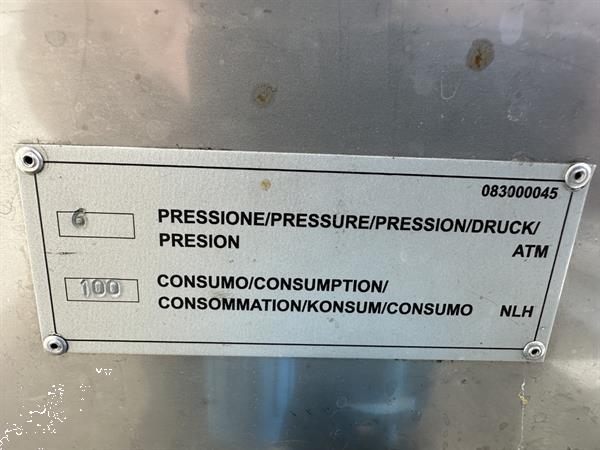 083000045
6 PRESSIONE/PRESSURE/PRESSION/DRUCK/
PRESION ATM
100 CONSUMO/CONSUMPTION/
CONSOMMATION/KONSUM/CONSUMO NLH